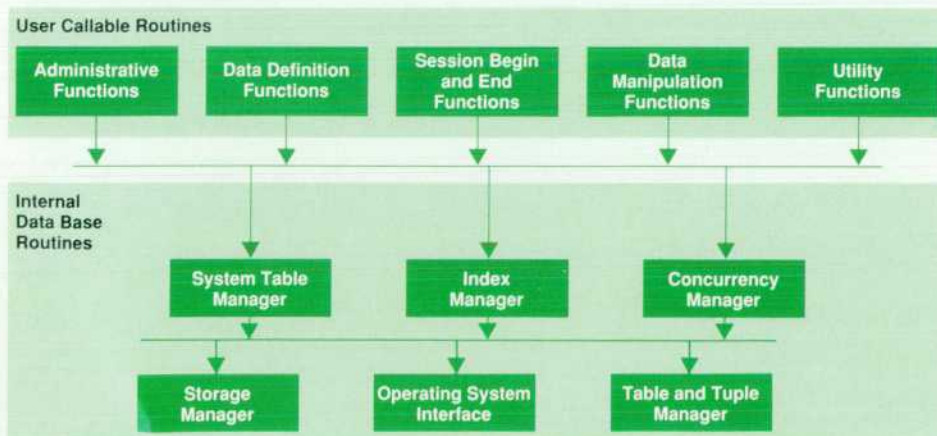 User Callable Routines
Administrative
Functions
Data Definition
Functions
Session Begin
and End
Functions
Data
Manipulation
Functions
Utility
Functions
Internal
Data Base
Routines
System Table
Manager
Index
Manager
Concurrency
Manager
Storage
Manager
Operating System
Interface
Table and Tuple
Manager